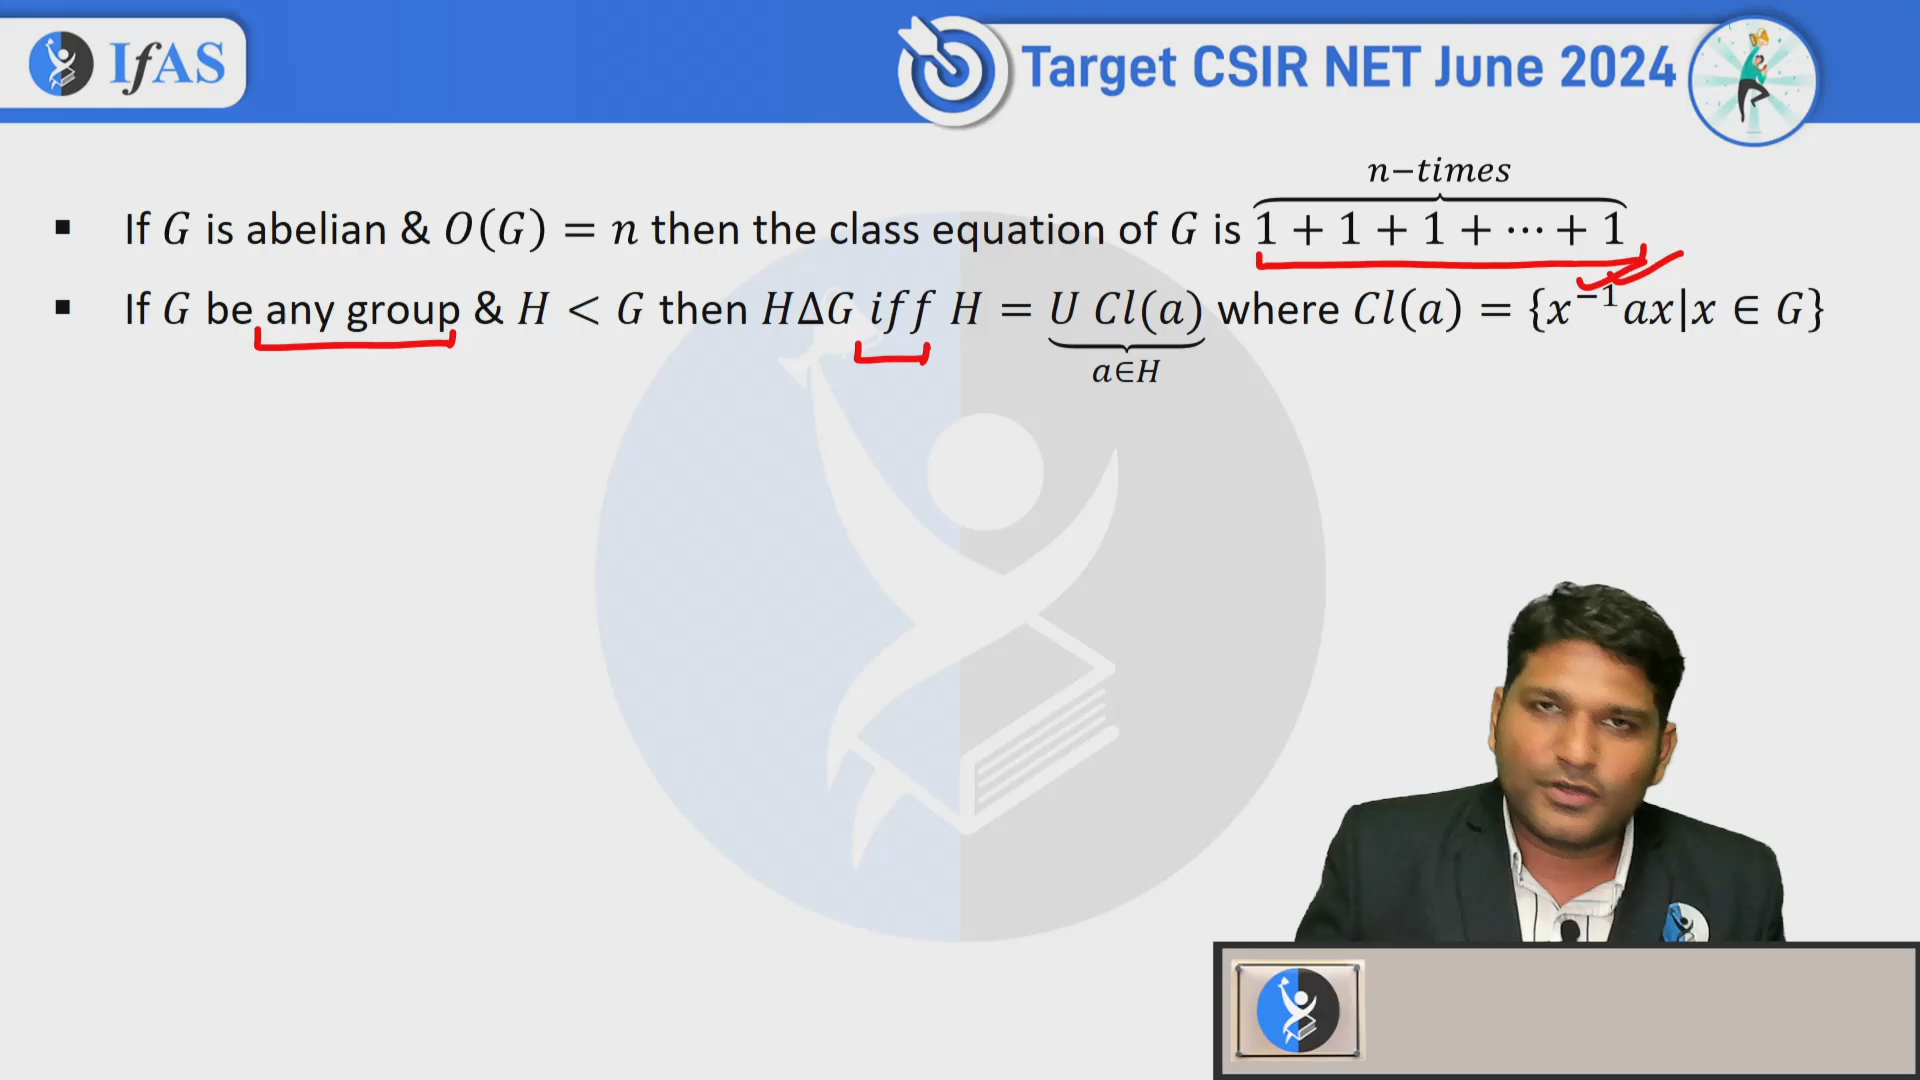 IfAS
Target CSIR NET June 2024
n−times
▪ If G is abelian & O(G) = n then the class equation of G is 1 + 1 + 1 + ⋯ + 1
▪ If G be any group & H < G then HΔG iff H = U Cl(a) where Cl(a) = {x⁻¹ax|x ∈ G}
a∈H